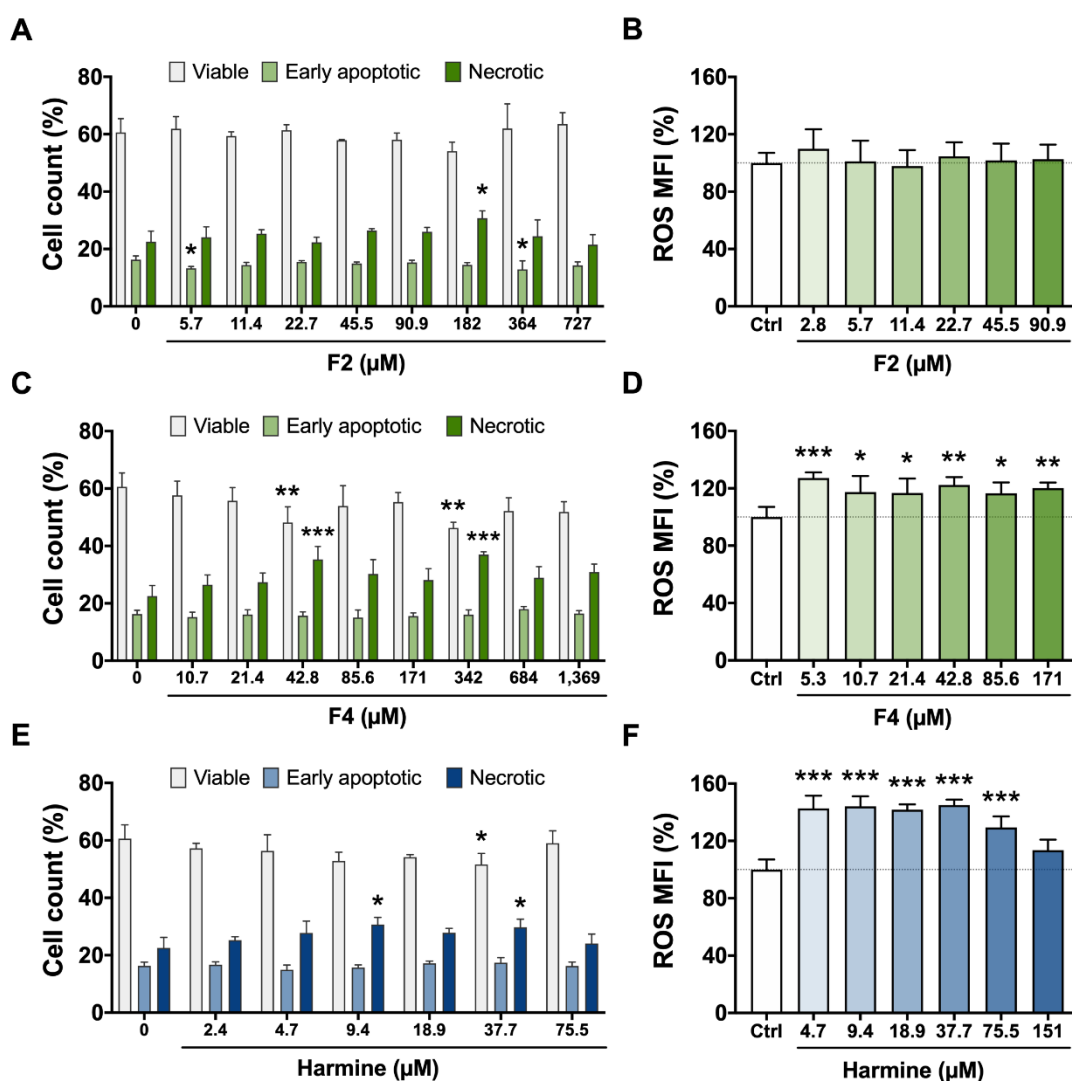 A
Viable Early apoptotic Necrotic
Cell count (%)
80
60
40
20
0
* * *
0 5.7 11.4 22.7 45.5 90.9 182 364 727
F2 (µM)
B
ROS MFI (%)
160
120
80
40
0
Ctrl 2.8 5.7 11.4 22.7 45.5 90.9
F2 (µM)
C
Viable Early apoptotic Necrotic
Cell count (%)
80
60
40
20
0
** *** ** ***
0 10.7 21.4 42.8 85.6 171 342 684 1,369
F4 (µM)
D
ROS MFI (%)
160
120
80
40
0
*** * * ** * **
Ctrl 5.3 10.7 21.4 42.8 85.6 171
F4 (µM)
E
Viable Early apoptotic Necrotic
Cell count (%)
80
60
40
20
0
* * *
0 2.4 4.7 9.4 18.9 37.7 75.5
Harmine (µM)
F
ROS MFI (%)
160
120
80
40
0
*** *** *** *** ***
Ctrl 4.7 9.4 18.9 37.7 75.5 151
Harmine (µM)